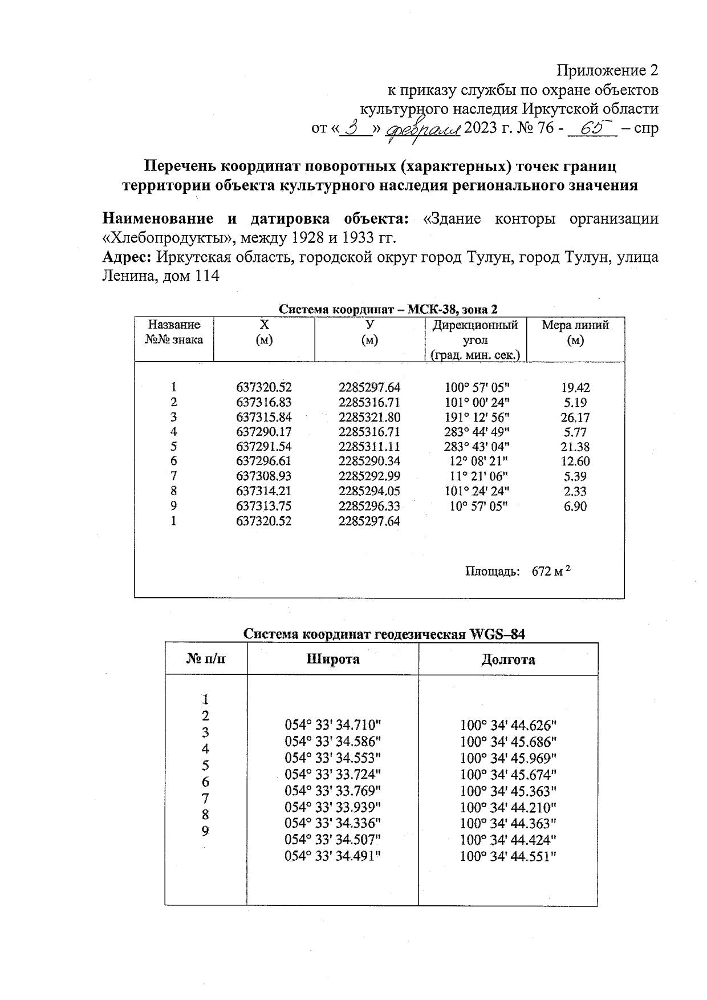 Приложение 2
к приказу службы по охране объектов
культурного наследия Иркутской области
от « 3 » февраля 2023 г. № 76 - 65 – спр
Перечень координат поворотных (характерных) точек границ
территории объекта культурного наследия регионального значения
Наименование и датировка объекта: «Здание конторы организации
«Хлебопродукты», между 1928 и 1933 гг.
Адрес: Иркутская область, городской округ город Тулун, город Тулун, улица
Ленина, дом 114
Система координат – МСК-38, зона 2
Название Х У Дирекционный Мера линий
№№ знака (м) (м) угол (м)
(град. мин. сек.)
1 637320.52 2285297.64 100° 57' 05" 19.42
2 637316.83 2285316.71 101° 00' 24" 5.19
3 637315.84 2285321.80 191° 12' 56" 26.17
4 637290.17 2285316.71 283° 44' 49" 5.77
5 637291.54 2285311.11 283° 43' 04" 21.38
6 637296.61 2285290.34 12° 08' 21" 12.60
7 637308.93 2285292.99 11° 21' 06" 5.39
8 637314.21 2285294.05 101° 24' 24" 2.33
9 637313.75 2285296.33 10° 57' 05" 6.90
1 637320.52 2285297.64
Площадь: 672 м 2
Система координат геодезическая WGS–84
№ п/п Широта Долгота
1
2
3
4
5
6
7
8
9
054° 33' 34.710" 100° 34' 44.626"
054° 33' 34.586" 100° 34' 45.686"
054° 33' 34.553" 100° 34' 45.969"
054° 33' 33.724" 100° 34' 45.674"
054° 33' 33.769" 100° 34' 45.363"
054° 33' 33.939" 100° 34' 44.210"
054° 33' 34.336" 100° 34' 44.363"
054° 33' 34.507" 100° 34' 44.424"
054° 33' 34.491" 100° 34' 44.551"